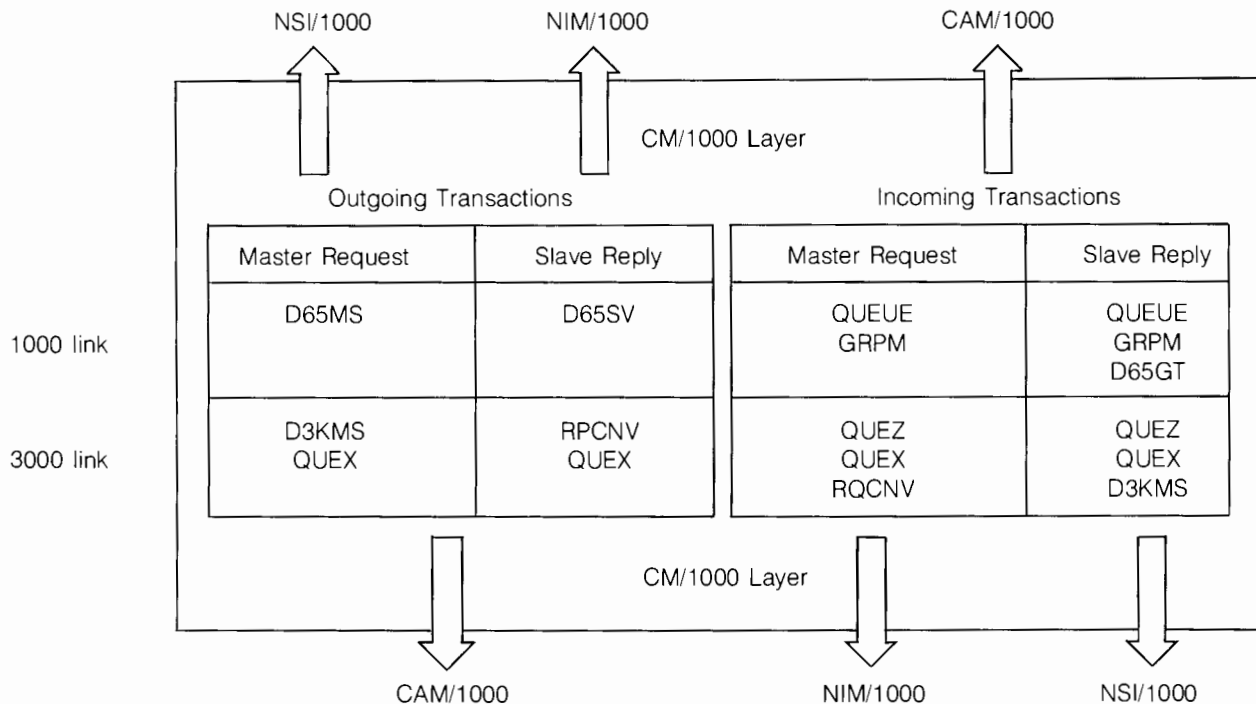 NSI/1000 NIM/1000 CAM/1000
CM/1000 Layer
Outgoing Transactions Incoming Transactions
Master Request Slave Reply Master Request Slave Reply
1000 link
D65MS D65SV QUEUE QUEUE
GRPM GRPM
D65GT
3000 link
D3KMS RPCNV QUEZ QUEZ
QUEX QUEX QUEX QUEX
RQCNV D3KMS
CM/1000 Layer
CAM/1000 NIM/1000 NSI/1000